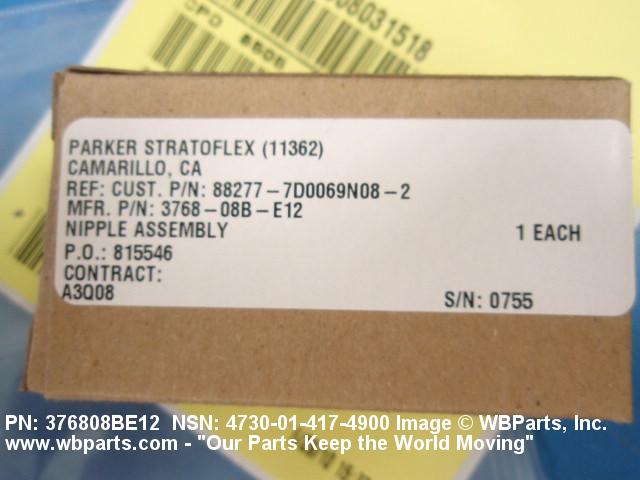 06031518
PARKER STRATOFLEX (11362)
CAMARILLO, CA
REF: CUST. P/N: 88277-7D0069N08-2
MFR. P/N: 3768-08B-E12
NIPPLE ASSEMBLY
1 EACH
P.O.: 815546
CONTRACT:
A3Q08
S/N: 0755
PN: 376808BE12 NSN: 4730-01-417-4900 Image © WBParts, Inc.
www.wbparts.com - "Our Parts Keep the World Moving"